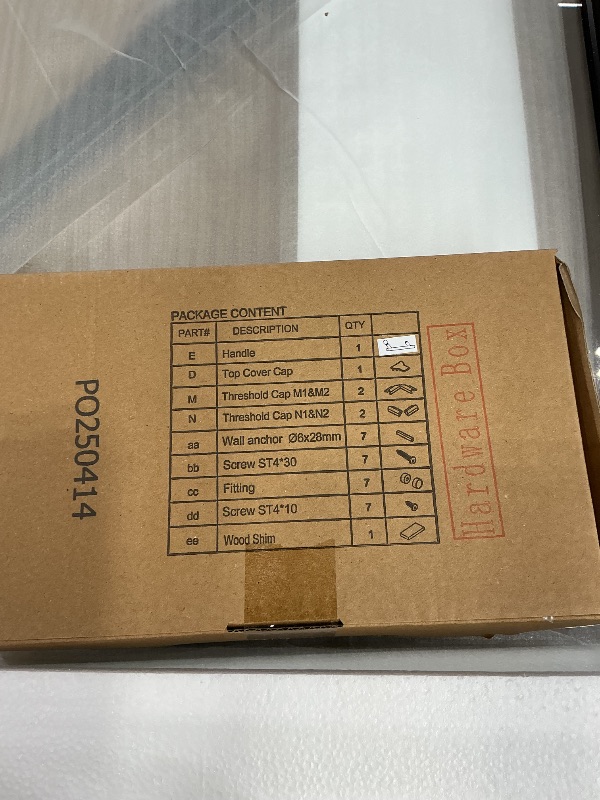 PACKAGE CONTENT
PART# DESCRIPTION QTY
E Handle 1
D Top Cover Cap 1
M Threshold Cap M1&M2 2
N Threshold Cap N1&N2 2
aa Wall anchor Ø6x28mm 7
bb Screw ST4*30 7
cc Fitting 7
dd Screw ST4*10 7
ee Wood Shim 1
Hardware Box
PO250414